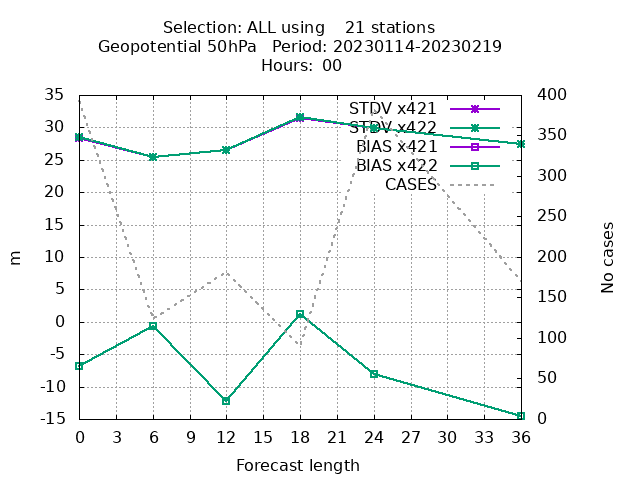 Selection: ALL using    21 stations
Geopotential 50hPa   Period: 20230114-20230219
Hours: 00
35
30
25
20
15
10
5
0
-5
-10
-15
m
STDV x421
STDV x422
BIAS x421
BIAS x422
CASES
400
350
300
250
200
150
100
50
0
No cases
0 3 6 9 12 15 18 21 24 27 30 33 36
Forecast length